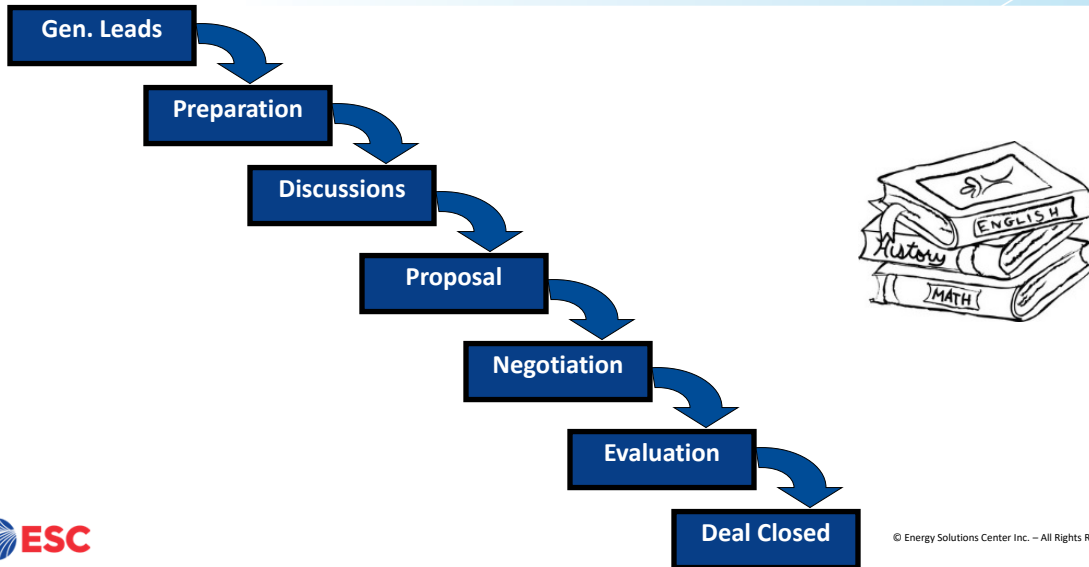 Gen. Leads
Preparation
Discussions
ENGLISH
History
Proposal
MATH
Negotiation
Evaluation
Deal Closed
ESC
© Energy Solutions Center Inc. – All Rights R